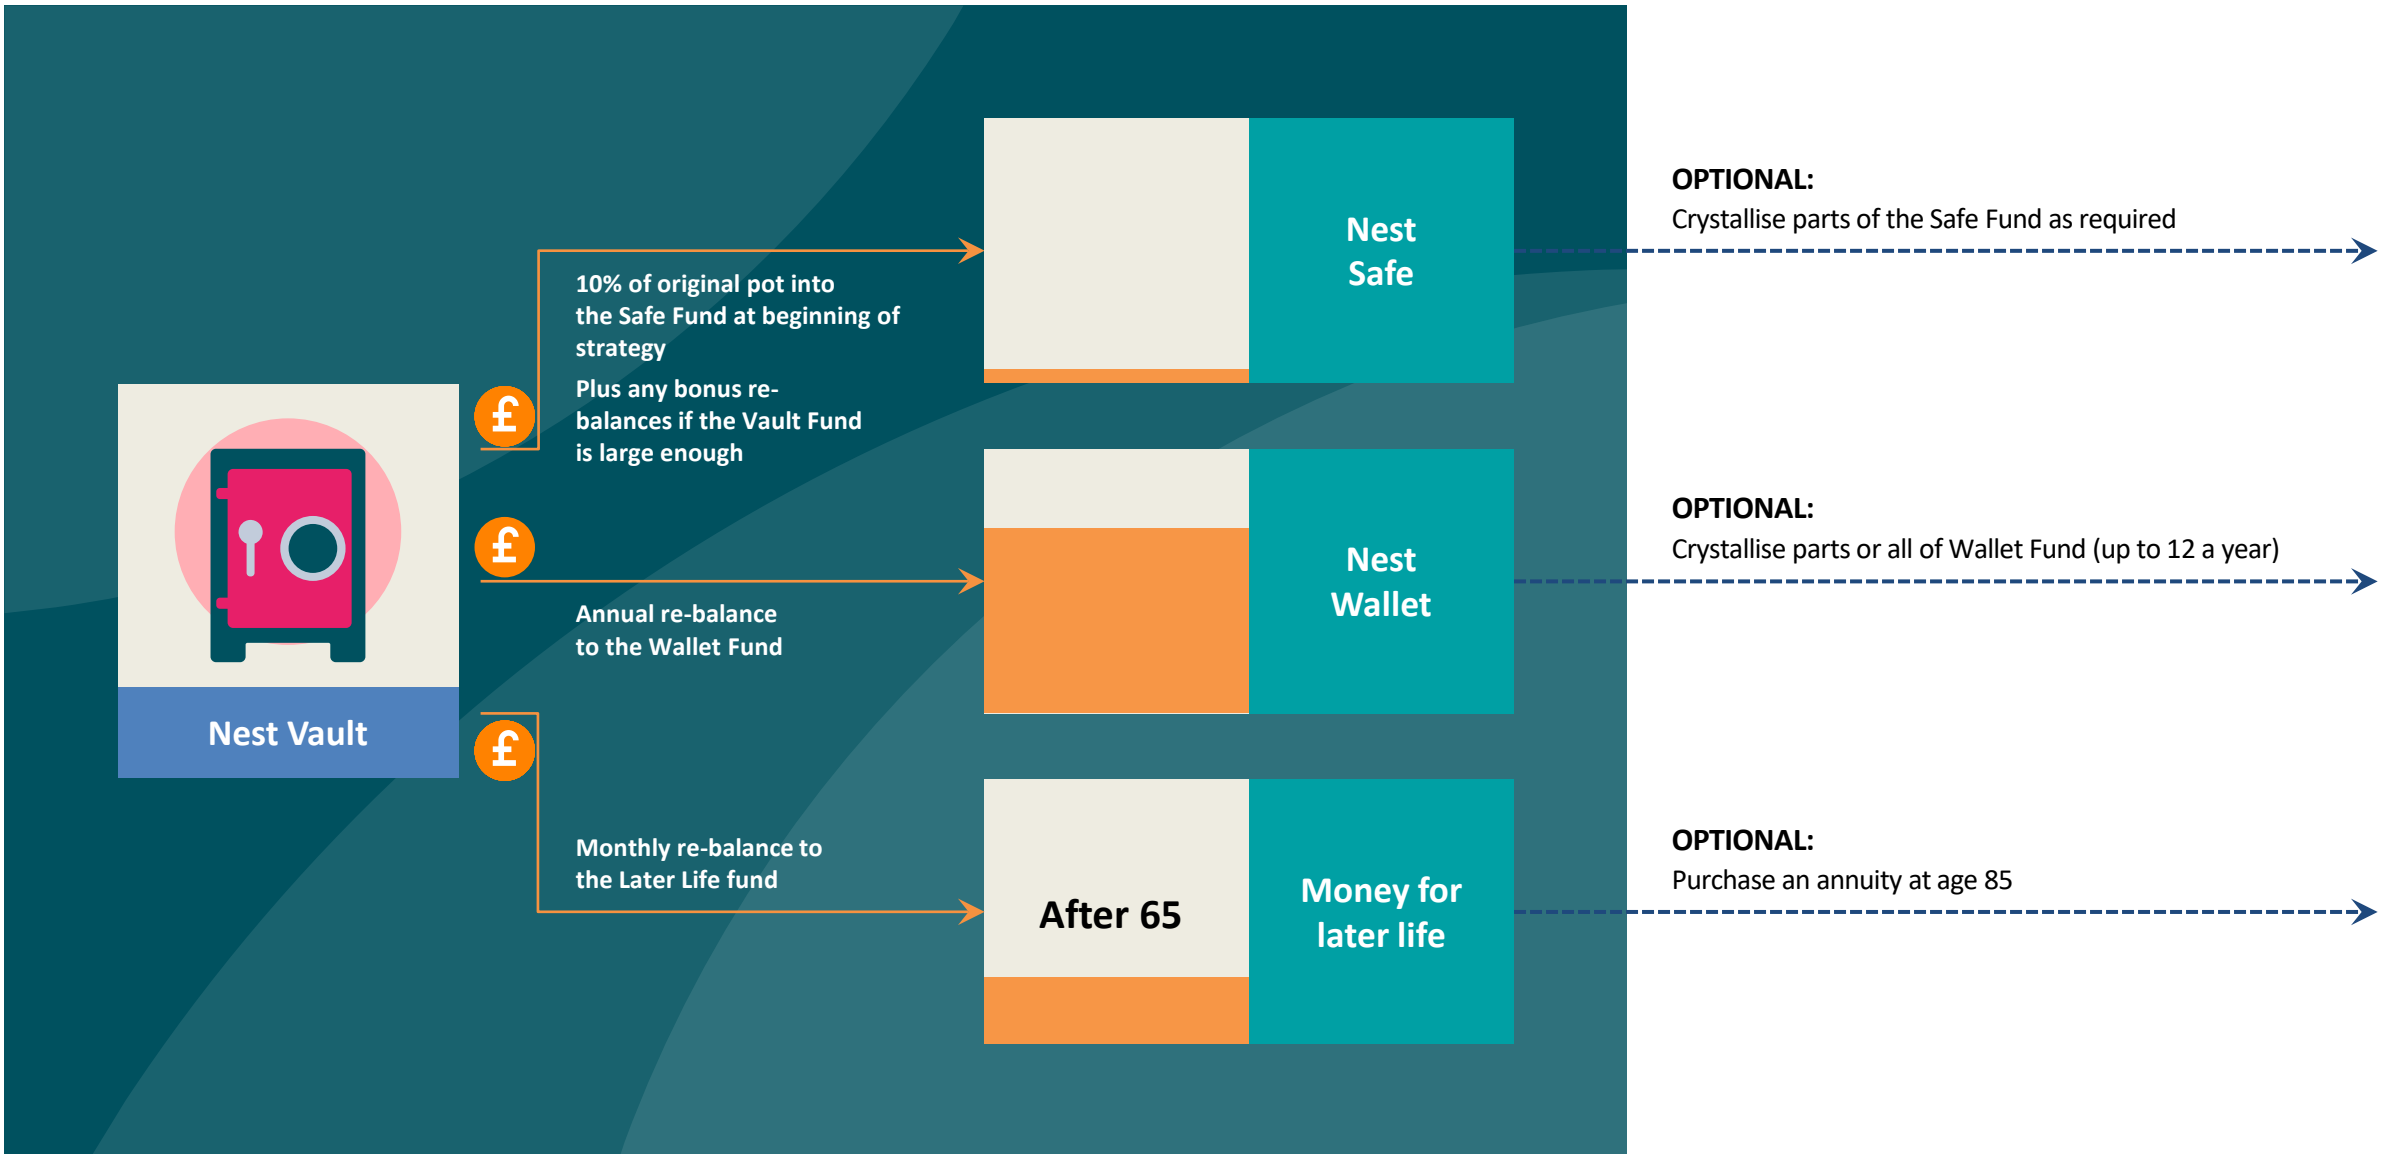 10% of original pot into
the Safe Fund at beginning of
strategy
Plus any bonus re-
balances if the Vault Fund
is large enough
£
Nest
Safe
OPTIONAL:
Crystallise parts of the Safe Fund as required
£
Annual re-balance
to the Wallet Fund
Nest
Wallet
OPTIONAL:
Crystallise parts or all of Wallet Fund (up to 12 a year)
Nest Vault
£
Monthly re-balance to
the Later Life fund
After 65
Money for
later life
OPTIONAL:
Purchase an annuity at age 85